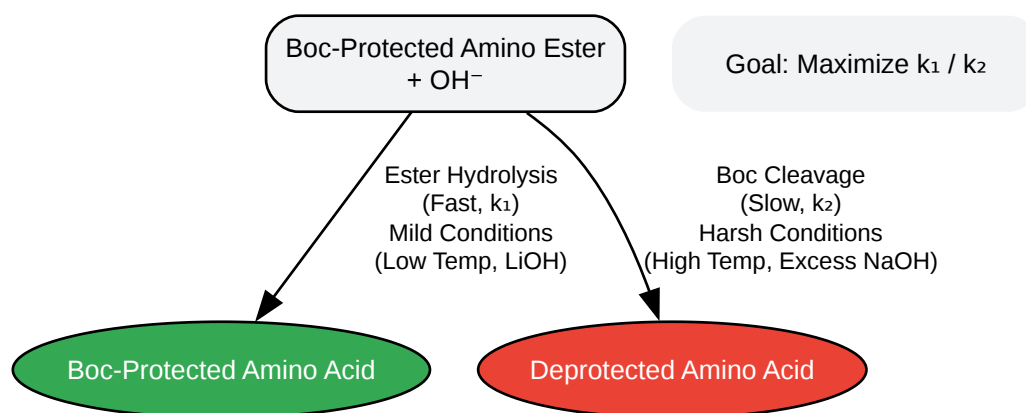 Boc-Protected Amino Ester
+ OH⁻
Goal: Maximize k₁ / k₂
Ester Hydrolysis
(Fast, k₁)
Mild Conditions
(Low Temp, LiOH)
Boc Cleavage
(Slow, k₂)
Harsh Conditions
(High Temp, Excess NaOH)
Boc-Protected Amino Acid
Deprotected Amino Acid